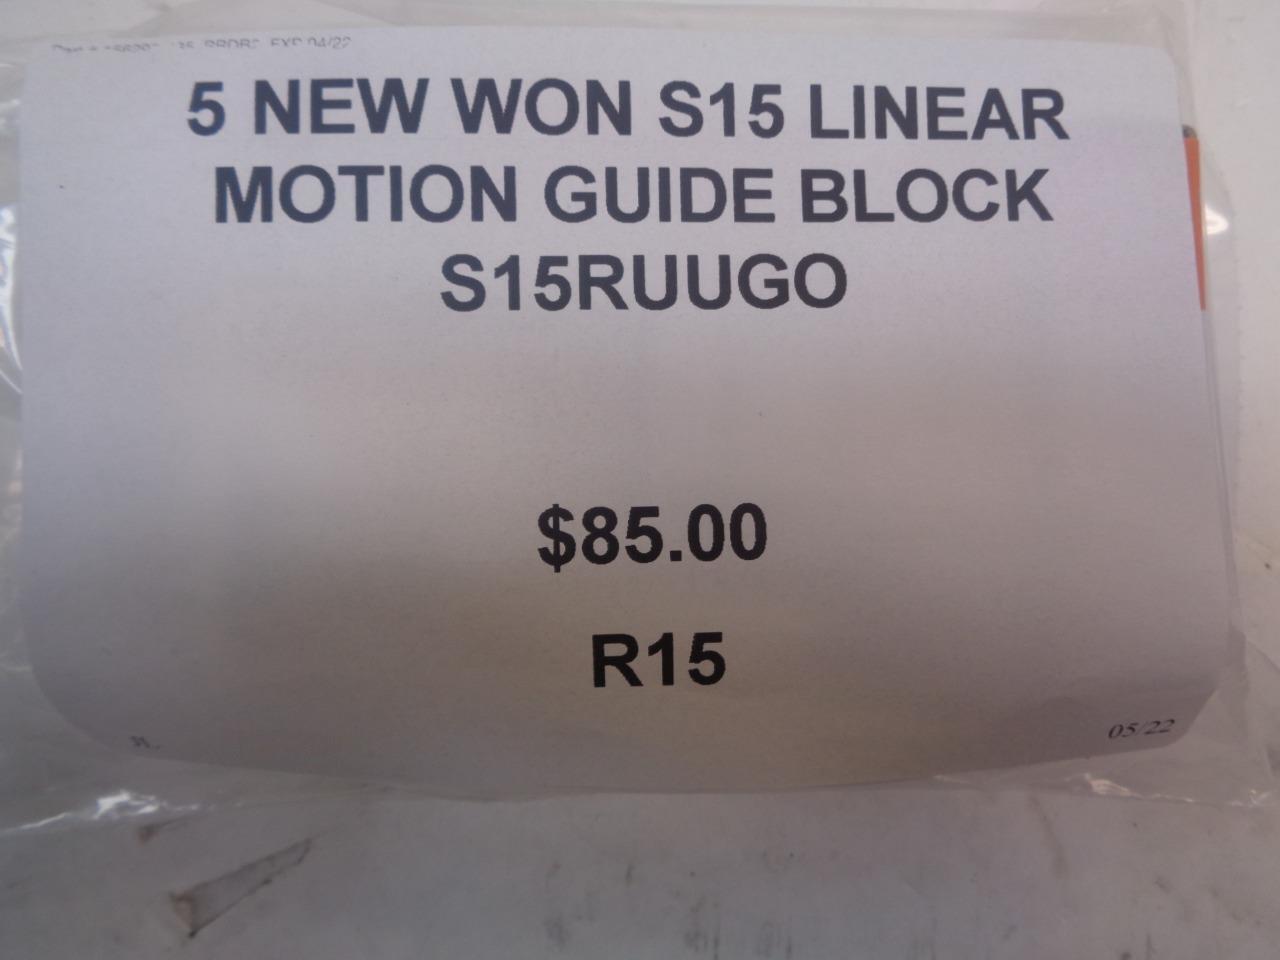 5 NEW WON S15 LINEAR
MOTION GUIDE BLOCK
S15RUUGO
$85.00
R15
05/22